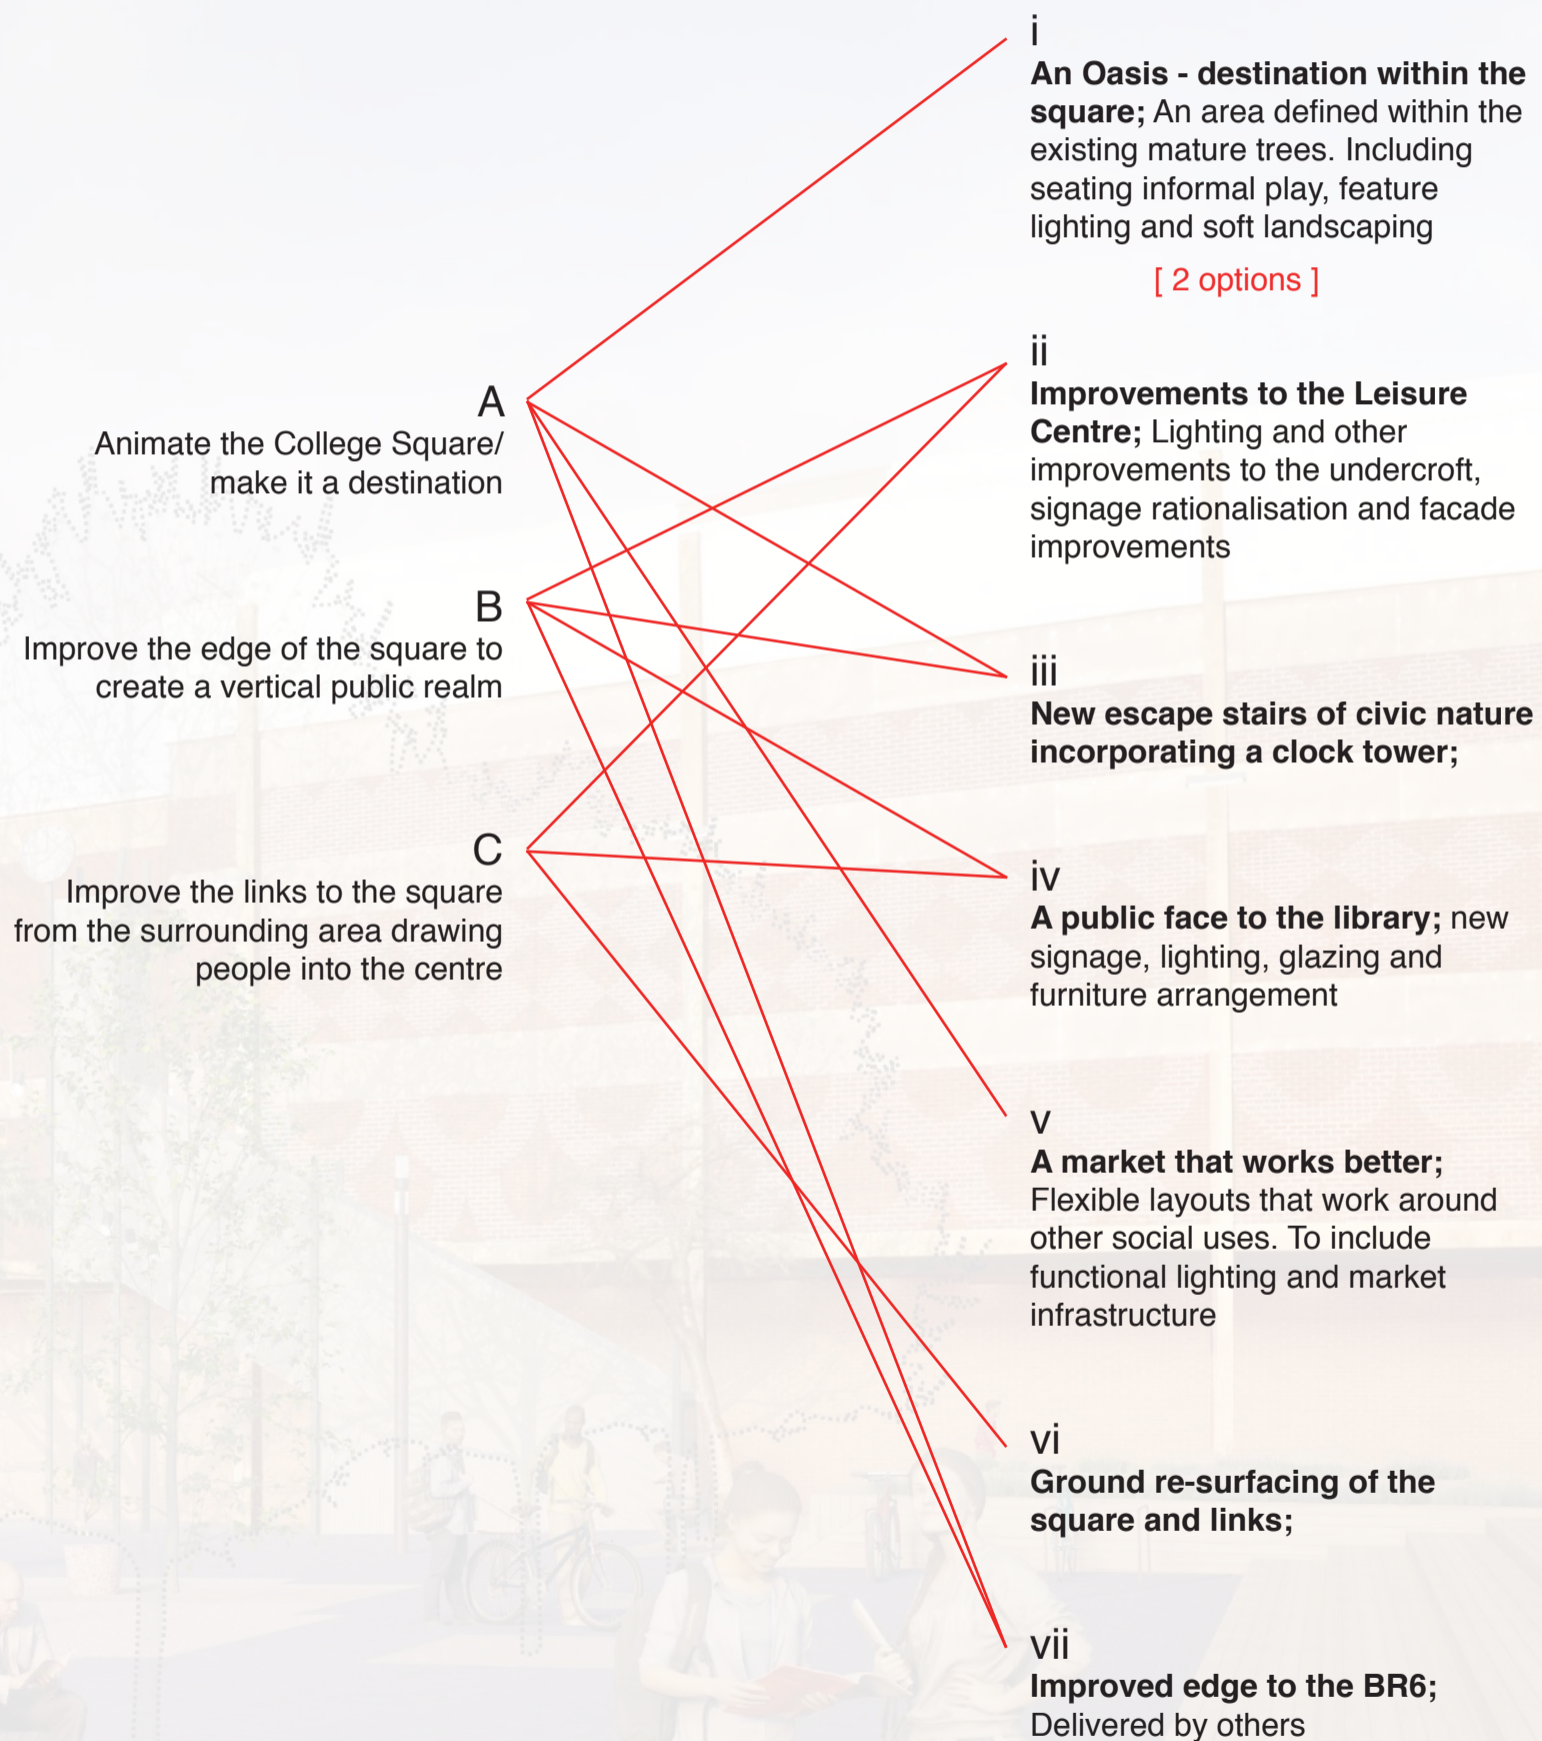 A
Animate the College Square/
make it a destination
B
Improve the edge of the square to
create a vertical public realm
C
Improve the links to the square
from the surrounding area drawing
people into the centre
i
An Oasis - destination within the
square; An area defined within the
existing mature trees. Including
seating informal play, feature
lighting and soft landscaping
[ 2 options ]
ii
Improvements to the Leisure
Centre; Lighting and other
improvements to the undercroft,
signage rationalisation and facade
improvements
iii
New escape stairs of civic nature
incorporating a clock tower;
iv
A public face to the library; new
signage, lighting, glazing and
furniture arrangement
v
A market that works better;
Flexible layouts that work around
other social uses. To include
functional lighting and market
infrastructure
vi
Ground re-surfacing of the
square and links;
vii
Improved edge to the BR6;
Delivered by others